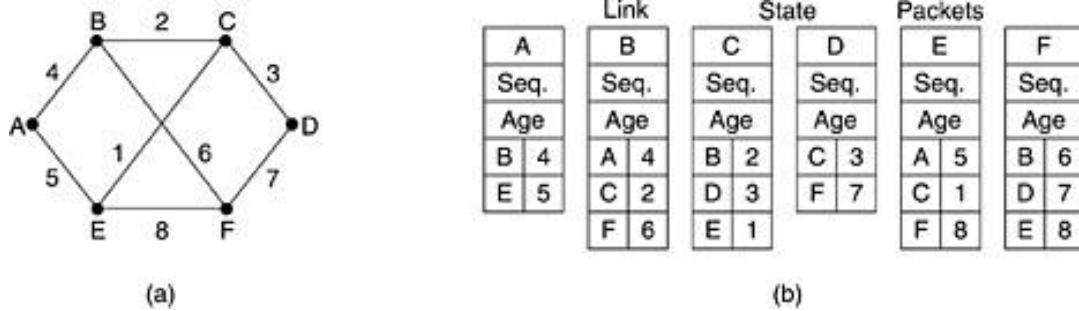 B 2 C
4 3
A D
1 6
5 7
E 8 F
(a)
Link State Packets
A B C D E F
Seq. Seq. Seq. Seq. Seq. Seq.
Age Age Age Age Age Age
B 4 A 4 B 2 C 3 A 5 B 6
E 5 C 2 D 3 F 7 C 1 D 7
F 6 E 1 F 8 E 8
(b)